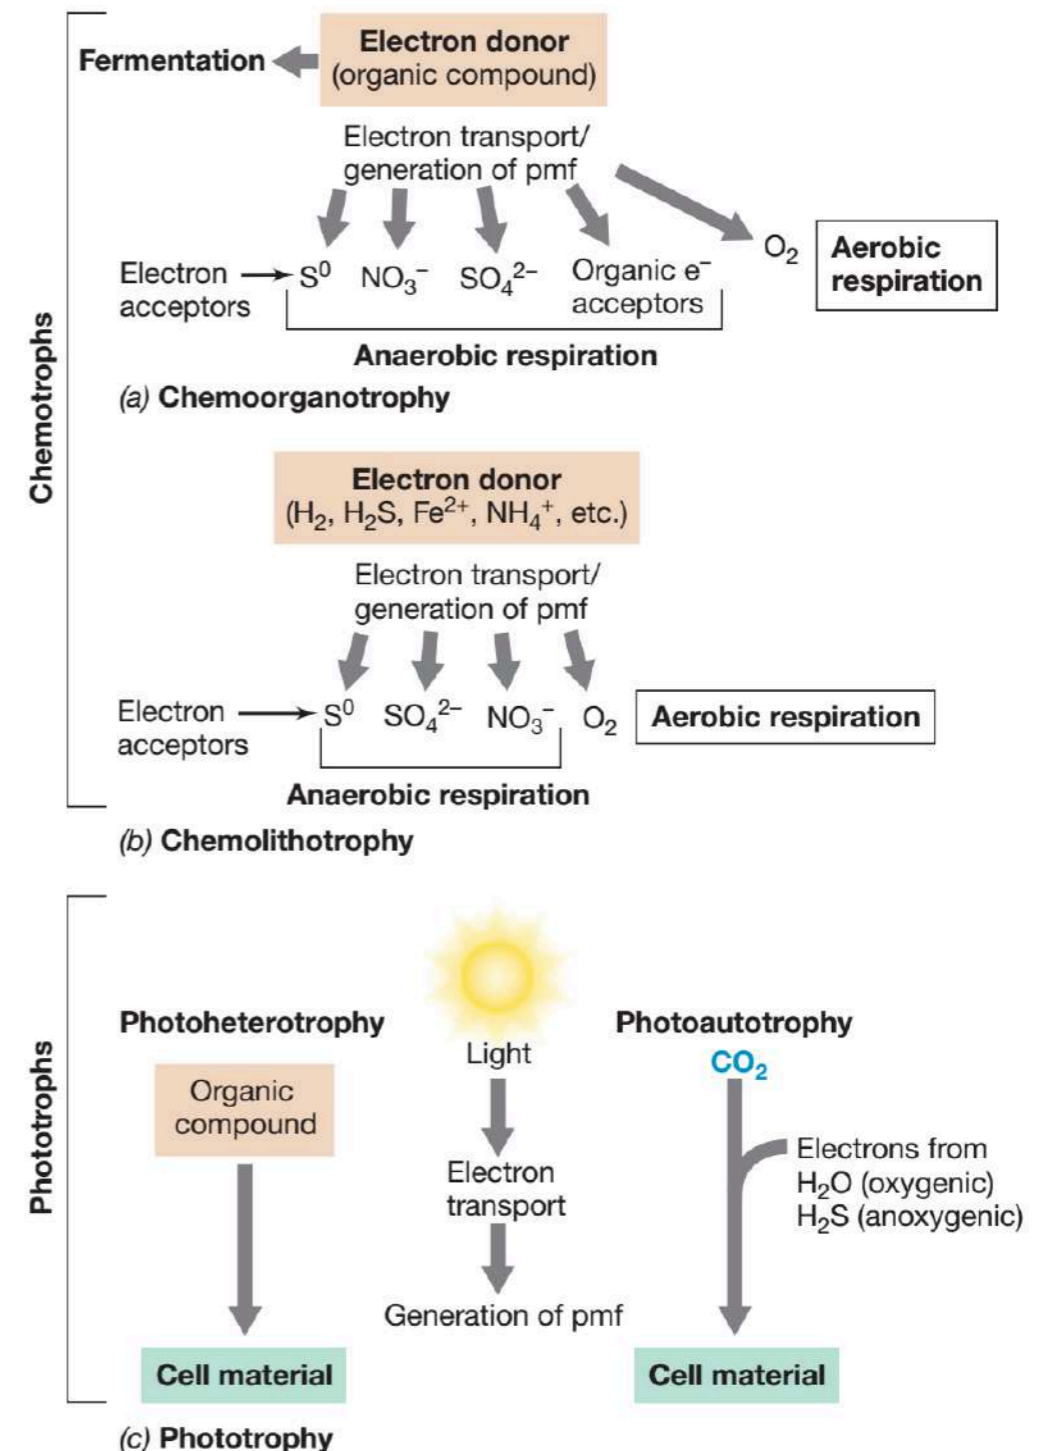 Chemotrophs
Fermentation
Electron donor
(organic compound)
Electron transport/
generation of pmf
Electron
acceptors
S⁰ NO₃⁻ SO₄²⁻ Organic e⁻
acceptors
O₂
Aerobic
respiration
Anaerobic respiration
(a) Chemoorganotrophy
Electron donor
(H₂, H₂S, Fe²⁺, NH₄⁺, etc.)
Electron transport/
generation of pmf
Electron
acceptors
S⁰ SO₄²⁻ NO₃⁻ O₂
Aerobic respiration
Anaerobic respiration
(b) Chemolithotrophy
Phototrophs
Photoheterotrophy
Organic
compound
Cell material
Light
Electron
transport
Generation of pmf
Photoautotrophy
CO₂
Electrons from
H₂O (oxygenic)
H₂S (anoxygenic)
Cell material
(c) Phototrophy